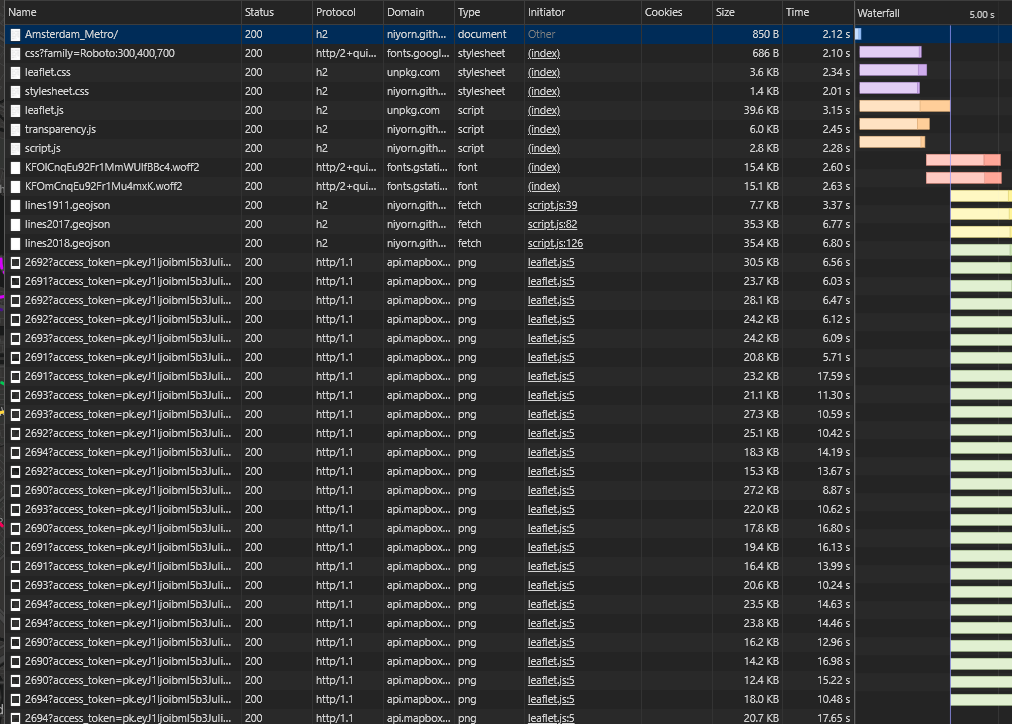 Name Status Protocol Domain Type Initiator Cookies Size Time Waterfall 5.00 s
Amsterdam_Metro/ 200 h2 niyorn.gith... document Other 850 B 2.12 s
css?family=Roboto:300,400,700 200 http/2+qui... fonts.googl... stylesheet (index) 686 B 2.10 s
leaflet.css 200 h2 unpkg.com stylesheet (index) 3.6 KB 2.34 s
stylesheet.css 200 h2 niyorn.gith... stylesheet (index) 1.4 KB 2.01 s
leaflet.js 200 h2 unpkg.com script (index) 39.6 KB 3.15 s
transparency.js 200 h2 niyorn.gith... script (index) 6.0 KB 2.45 s
script.js 200 h2 niyorn.gith... script (index) 2.8 KB 2.28 s
KFOlCnqEu92Fr1MmWUlfBBc4.woff2 200 http/2+qui... fonts.gstati... font (index) 15.4 KB 2.60 s
KFOmCnqEu92Fr1Mu4mxK.woff2 200 http/2+qui... fonts.gstati... font (index) 15.1 KB 2.63 s
lines1911.geojson 200 h2 niyorn.gith... fetch script.js:39 7.7 KB 3.37 s
lines2017.geojson 200 h2 niyorn.gith... fetch script.js:82 35.3 KB 6.77 s
lines2018.geojson 200 h2 niyorn.gith... fetch script.js:126 35.4 KB 6.80 s
2692?access_token=pk.eyJ1IjoibmI5b3JuIi... 200 http/1.1 api.mapbox... png leaflet.js:5 30.5 KB 6.56 s
2691?access_token=pk.eyJ1IjoibmI5b3JuIi... 200 http/1.1 api.mapbox... png leaflet.js:5 23.7 KB 6.03 s
2692?access_token=pk.eyJ1IjoibmI5b3JuIi... 200 http/1.1 api.mapbox... png leaflet.js:5 28.1 KB 6.47 s
2692?access_token=pk.eyJ1IjoibmI5b3JuIi... 200 http/1.1 api.mapbox... png leaflet.js:5 24.2 KB 6.12 s
2693?access_token=pk.eyJ1IjoibmI5b3JuIi... 200 http/1.1 api.mapbox... png leaflet.js:5 24.2 KB 6.09 s
2691?access_token=pk.eyJ1IjoibmI5b3JuIi... 200 http/1.1 api.mapbox... png leaflet.js:5 20.8 KB 5.71 s
2691?access_token=pk.eyJ1IjoibmI5b3JuIi... 200 http/1.1 api.mapbox... png leaflet.js:5 23.2 KB 17.59 s
2693?access_token=pk.eyJ1IjoibmI5b3JuIi... 200 http/1.1 api.mapbox... png leaflet.js:5 21.1 KB 11.30 s
2693?access_token=pk.eyJ1IjoibmI5b3JuIi... 200 http/1.1 api.mapbox... png leaflet.js:5 27.3 KB 10.59 s
2692?access_token=pk.eyJ1IjoibmI5b3JuIi... 200 http/1.1 api.mapbox... png leaflet.js:5 25.1 KB 10.42 s
2694?access_token=pk.eyJ1IjoibmI5b3JuIi... 200 http/1.1 api.mapbox... png leaflet.js:5 18.3 KB 14.19 s
2692?access_token=pk.eyJ1IjoibmI5b3JuIi... 200 http/1.1 api.mapbox... png leaflet.js:5 15.3 KB 13.67 s
2690?access_token=pk.eyJ1IjoibmI5b3JuIi... 200 http/1.1 api.mapbox... png leaflet.js:5 27.2 KB 8.87 s
2693?access_token=pk.eyJ1IjoibmI5b3JuIi... 200 http/1.1 api.mapbox... png leaflet.js:5 22.0 KB 10.62 s
2690?access_token=pk.eyJ1IjoibmI5b3JuIi... 200 http/1.1 api.mapbox... png leaflet.js:5 17.8 KB 16.80 s
2691?access_token=pk.eyJ1IjoibmI5b3JuIi... 200 http/1.1 api.mapbox... png leaflet.js:5 19.4 KB 16.13 s
2691?access_token=pk.eyJ1IjoibmI5b3JuIi... 200 http/1.1 api.mapbox... png leaflet.js:5 16.4 KB 13.99 s
2693?access_token=pk.eyJ1IjoibmI5b3JuIi... 200 http/1.1 api.mapbox... png leaflet.js:5 20.6 KB 10.24 s
2694?access_token=pk.eyJ1IjoibmI5b3JuIi... 200 http/1.1 api.mapbox... png leaflet.js:5 23.5 KB 14.63 s
2694?access_token=pk.eyJ1IjoibmI5b3JuIi... 200 http/1.1 api.mapbox... png leaflet.js:5 23.8 KB 14.46 s
2690?access_token=pk.eyJ1IjoibmI5b3JuIi... 200 http/1.1 api.mapbox... png leaflet.js:5 16.2 KB 12.96 s
2690?access_token=pk.eyJ1IjoibmI5b3JuIi... 200 http/1.1 api.mapbox... png leaflet.js:5 14.2 KB 16.98 s
2690?access_token=pk.eyJ1IjoibmI5b3JuIi... 200 http/1.1 api.mapbox... png leaflet.js:5 12.4 KB 15.22 s
2694?access_token=pk.eyJ1IjoibmI5b3JuIi... 200 http/1.1 api.mapbox... png leaflet.js:5 18.0 KB 10.48 s
2694?access_token=pk.eyJ1IjoibmI5b3JuIi... 200 http/1.1 api.mapbox... png leaflet.js:5 20.7 KB 17.65 s